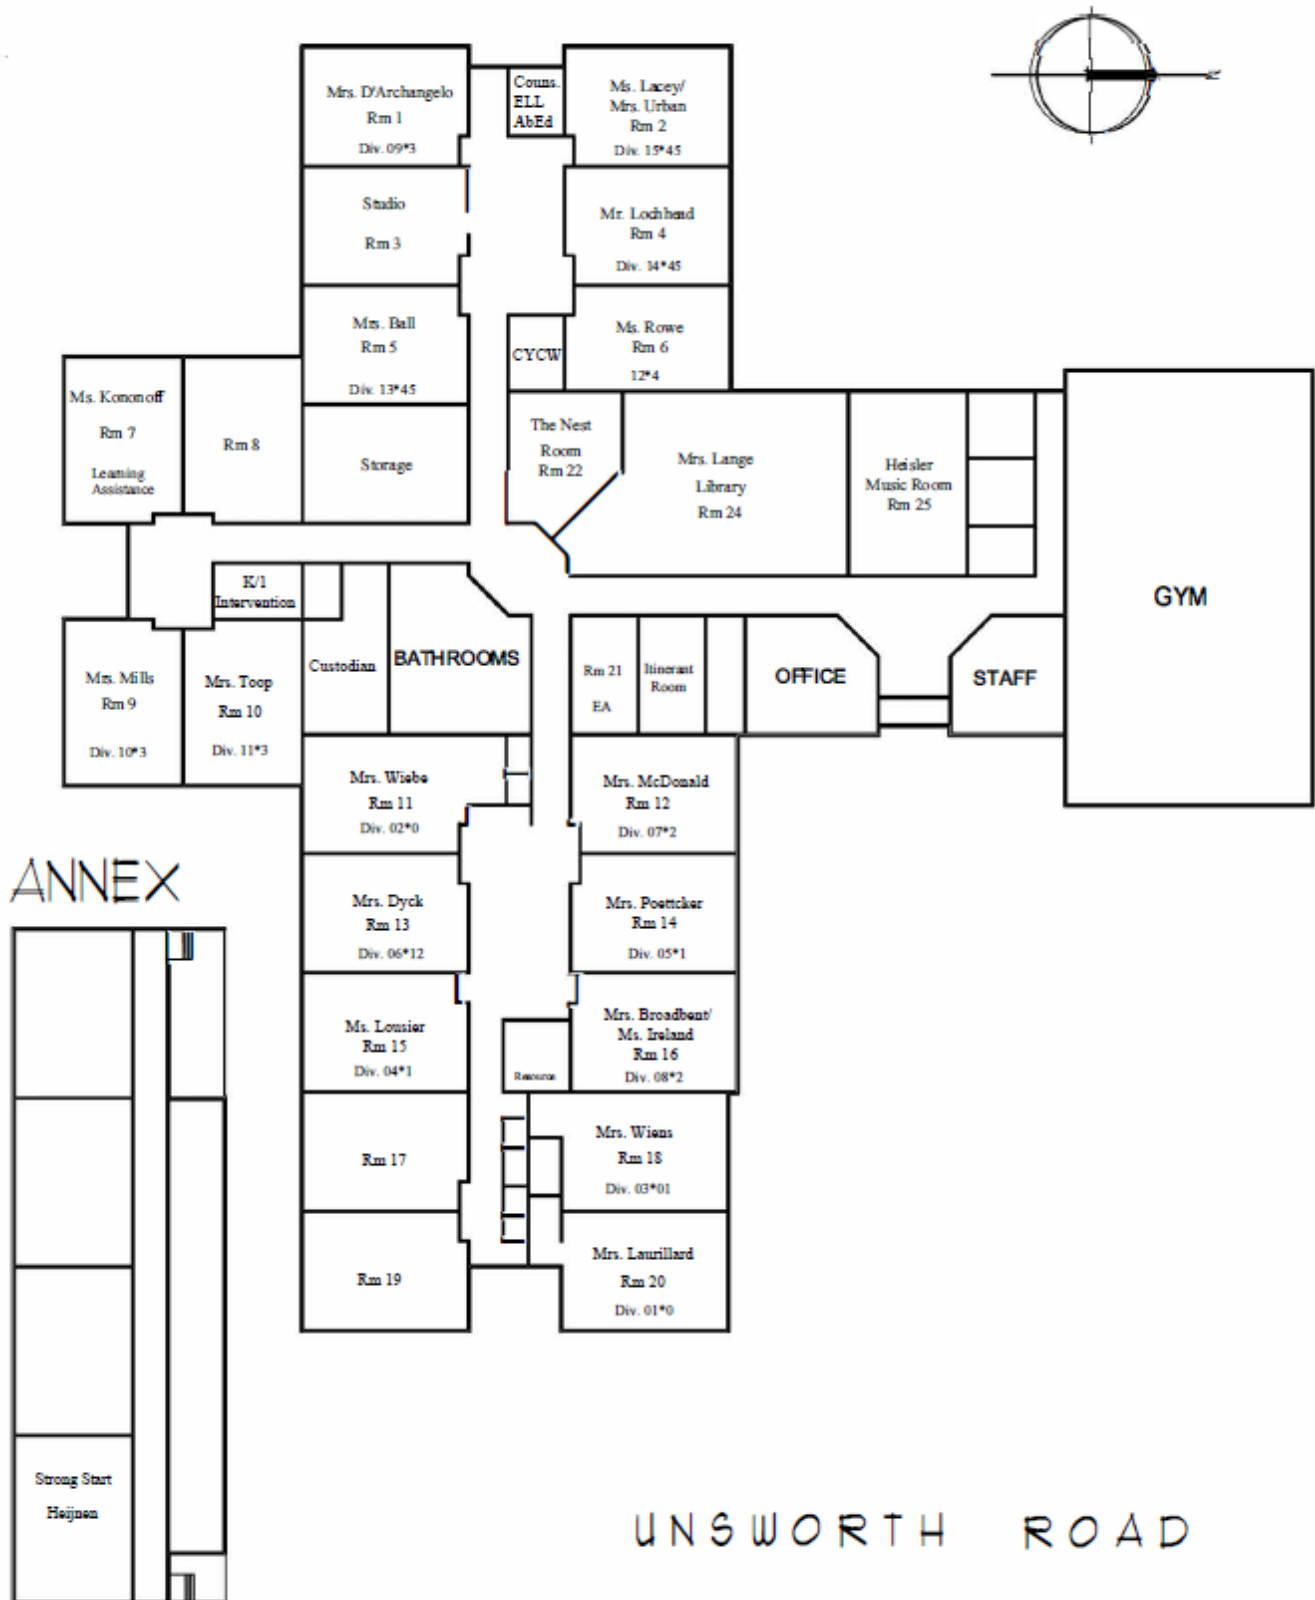 N
Mrs. D'Archangelo
Rm 1
Div. 09*3
Couns.
ELL
AbEd
Ms. Lacey/
Mrs. Urban
Rm 2
Div. 15*45
Studio
Rm 3
Mr. Lochhead
Rm 4
Div. 14*45
Mrs. Ball
Rm 5
Div. 13*45
CYCW
Ms. Rowe
Rm 6
12*4
Ms. Kononoff
Rm 7
Learning
Assistance
Rm 8
Storage
The Nest
Room
Rm 22
Mrs. Lange
Library
Rm 24
Heisler
Music Room
Rm 25
GYM
K/1
Intervention
Custodian
BATHROOMS
Rm 21
EA
Itinerant
Room
OFFICE
STAFF
Mrs. Mills
Rm 9
Div. 10*3
Mrs. Toop
Rm 10
Div. 11*3
Mrs. Wiebe
Rm 11
Div. 02*0
Mrs. McDonald
Rm 12
Div. 07*2
ANNEX
Mrs. Dyck
Rm 13
Div. 06*12
Mrs. Poettcker
Rm 14
Div. 05*1
Ms. Lousier
Rm 15
Div. 04*1
Resource
Mrs. Broadbent/
Ms. Ireland
Rm 16
Div. 08*2
Rm 17
Mrs. Wiens
Rm 18
Div. 03*01
Rm 19
Mrs. Laurillard
Rm 20
Div. 01*0
Strong Start
Heijnen
UNSWORTH ROAD